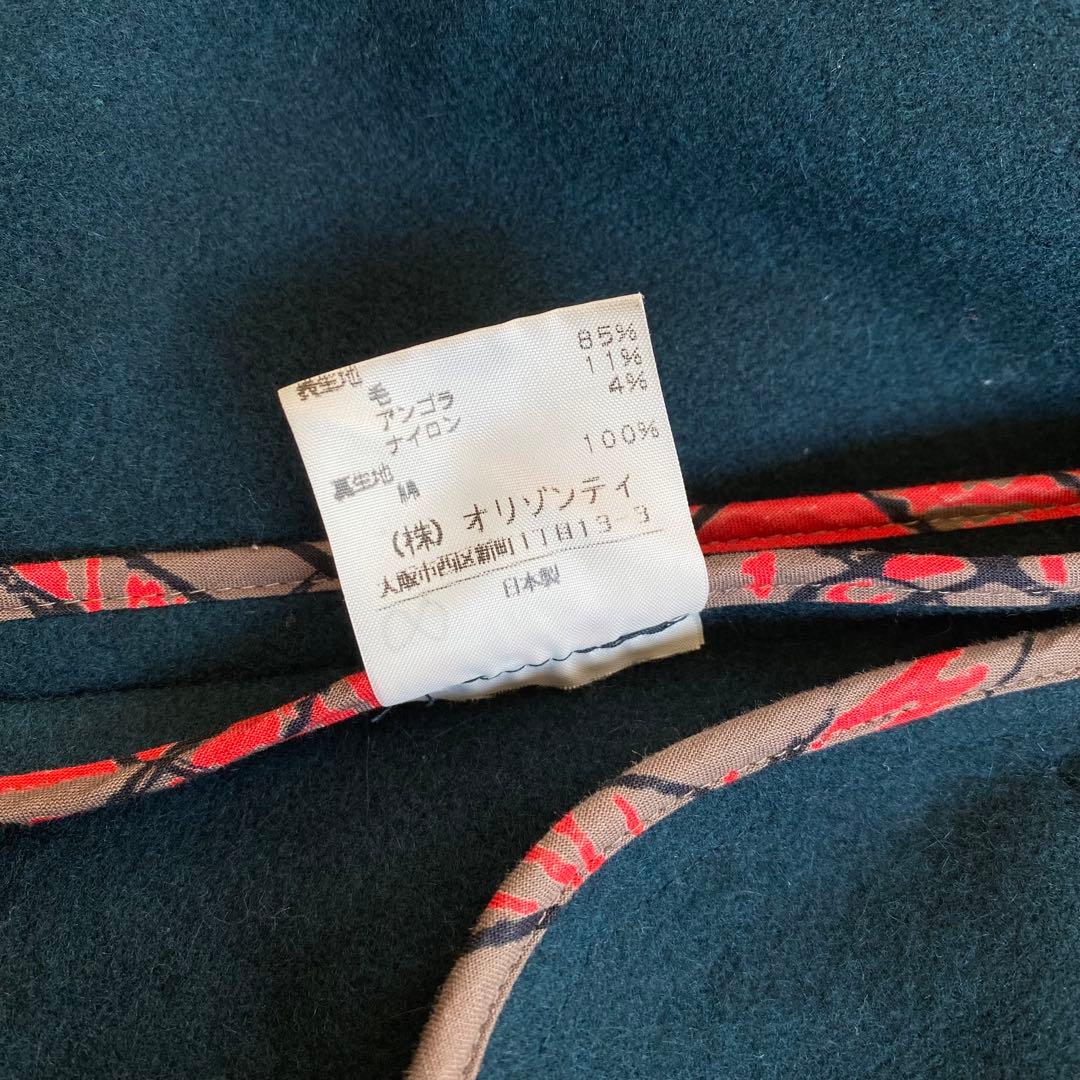 表生地
毛 85%
アンゴラ 11%
ナイロン 4%
裏生地
綿 100%
(株) オリゾンティ
大阪市西区新町1丁目13-3
日本製